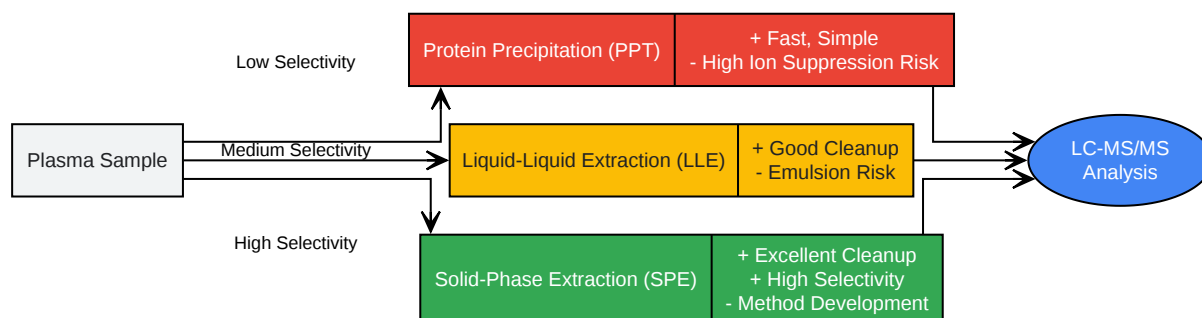 Low Selectivity
Protein Precipitation (PPT)
+ Fast, Simple
- High Ion Suppression Risk
Plasma Sample
Medium Selectivity
Liquid-Liquid Extraction (LLE)
+ Good Cleanup
- Emulsion Risk
LC-MS/MS
Analysis
High Selectivity
Solid-Phase Extraction (SPE)
+ Excellent Cleanup
+ High Selectivity
- Method Development